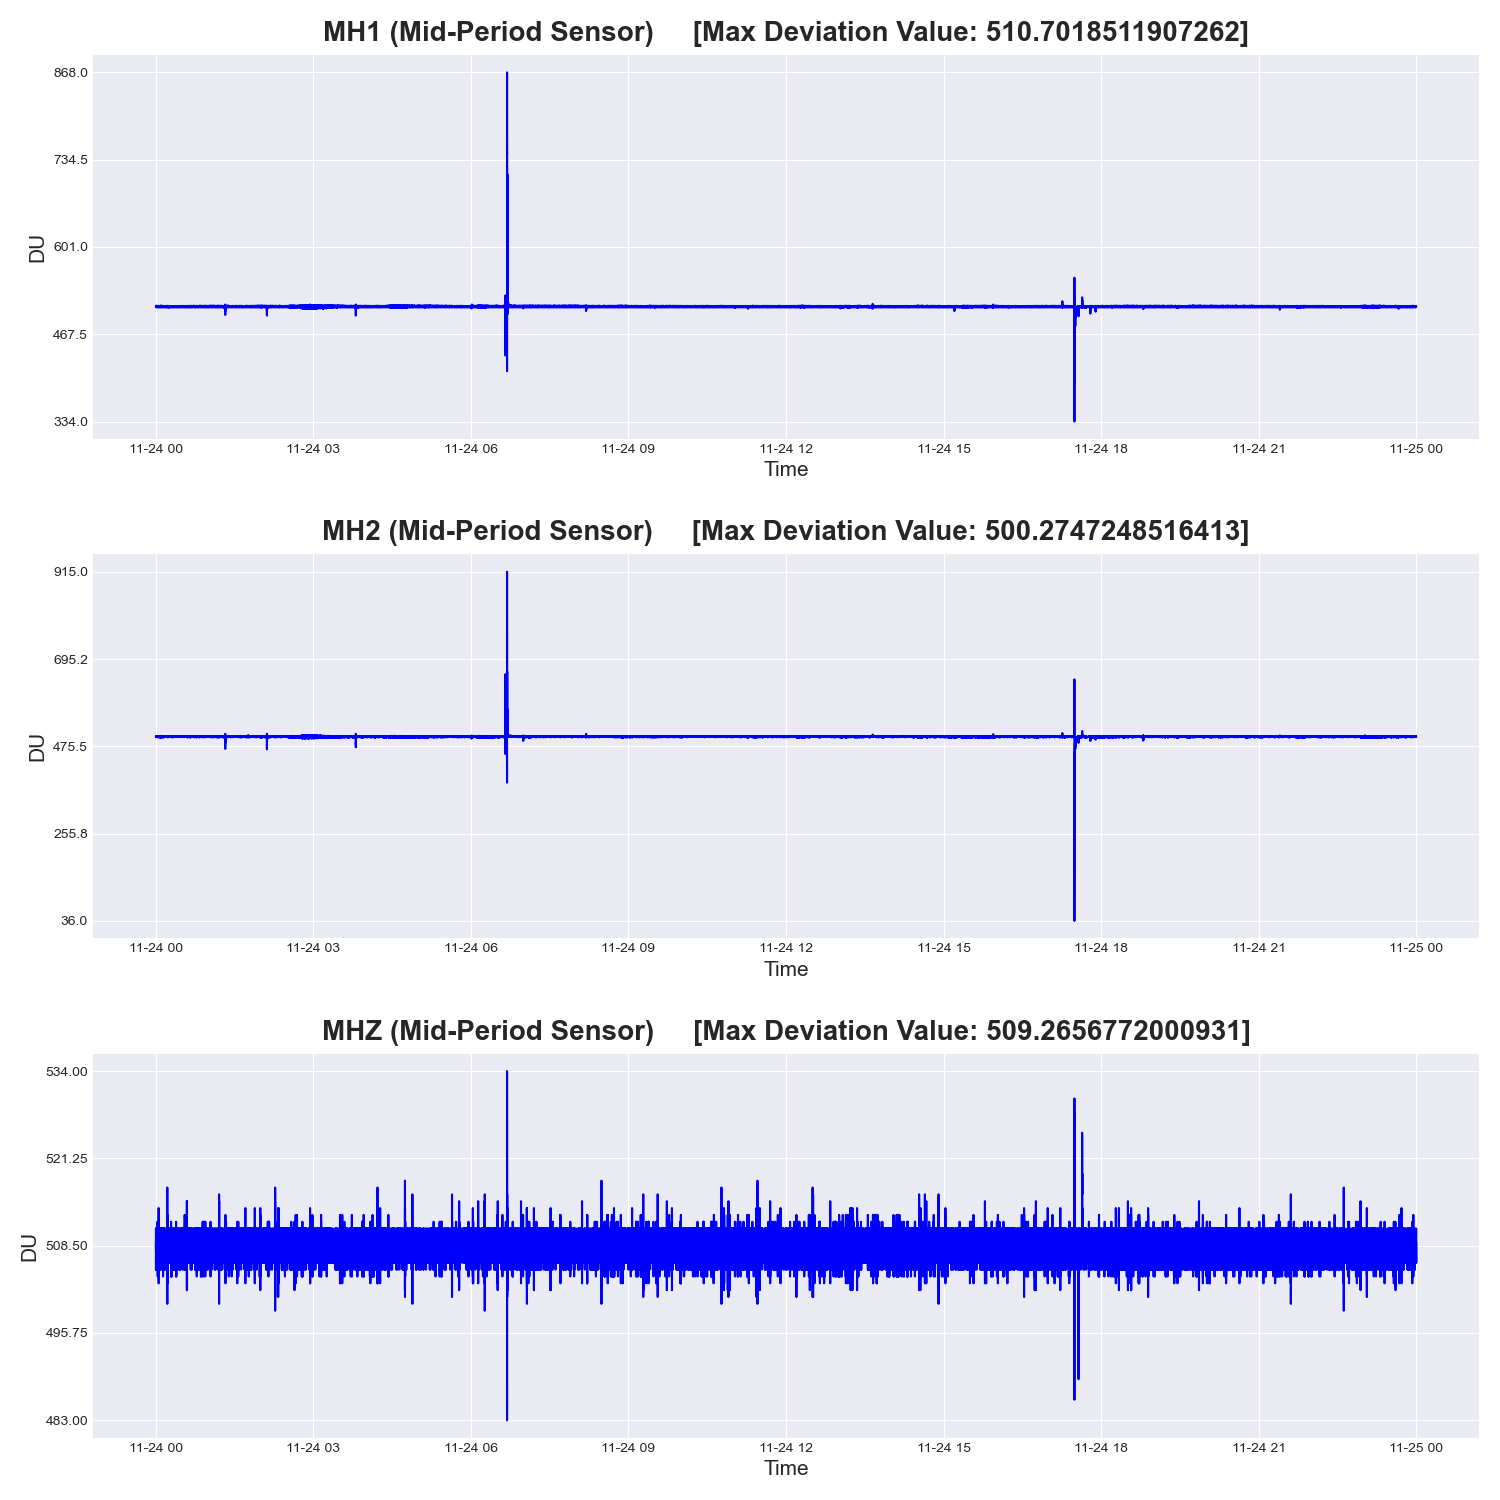 MH1 (Mid-Period Sensor) [Max Deviation Value: 510.7018511907262]
868.0
734.5
601.0
467.5
334.0
DU
11-24 00 11-24 03 11-24 06 11-24 09 11-24 12 11-24 15 11-24 18 11-24 21 11-25 00
Time
MH2 (Mid-Period Sensor) [Max Deviation Value: 500.2747248516413]
915.0
695.2
475.5
255.8
36.0
DU
11-24 00 11-24 03 11-24 06 11-24 09 11-24 12 11-24 15 11-24 18 11-24 21 11-25 00
Time
MHZ (Mid-Period Sensor) [Max Deviation Value: 509.2656772000931]
534.00
521.25
508.50
495.75
483.00
DU
11-24 00 11-24 03 11-24 06 11-24 09 11-24 12 11-24 15 11-24 18 11-24 21 11-25 00
Time